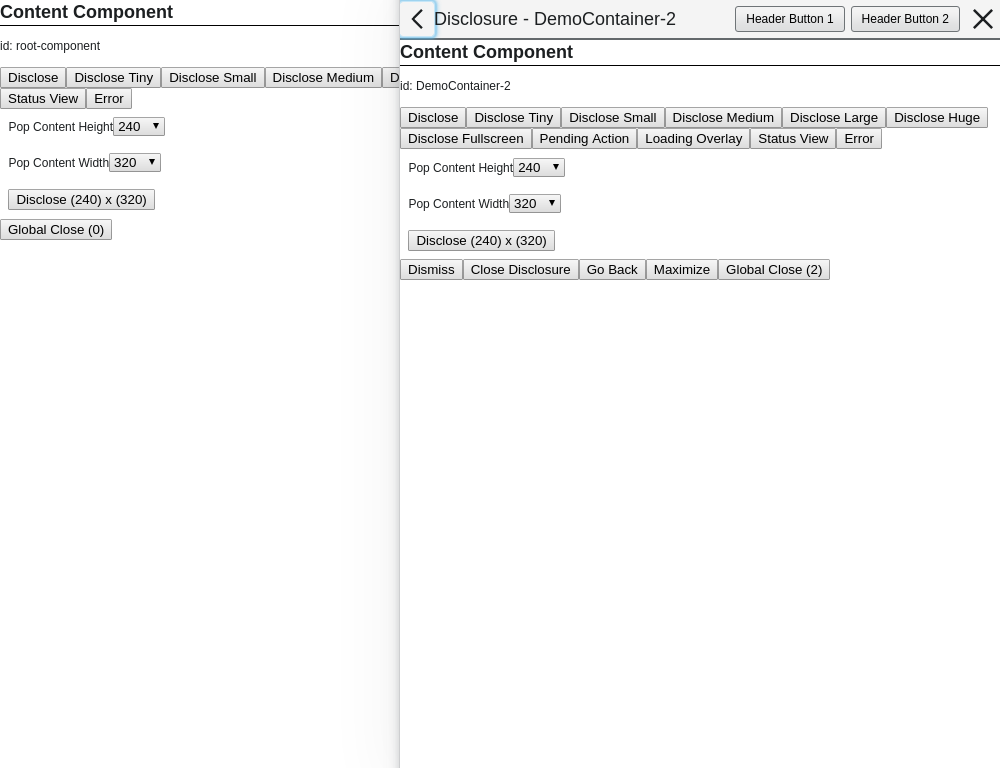 Content Component
id: root-component
Disclose Disclose Tiny Disclose Small Disclose Medium D
Status View Error
Pop Content Height 240
Pop Content Width 320
Disclose (240) x (320)
Global Close (0)
Disclosure - DemoContainer-2 Header Button 1 Header Button 2
Content Component
id: DemoContainer-2
Disclose Disclose Tiny Disclose Small Disclose Medium Disclose Large Disclose Huge
Disclose Fullscreen Pending Action Loading Overlay Status View Error
Pop Content Height 240
Pop Content Width 320
Disclose (240) x (320)
Dismiss Close Disclosure Go Back Maximize Global Close (2)